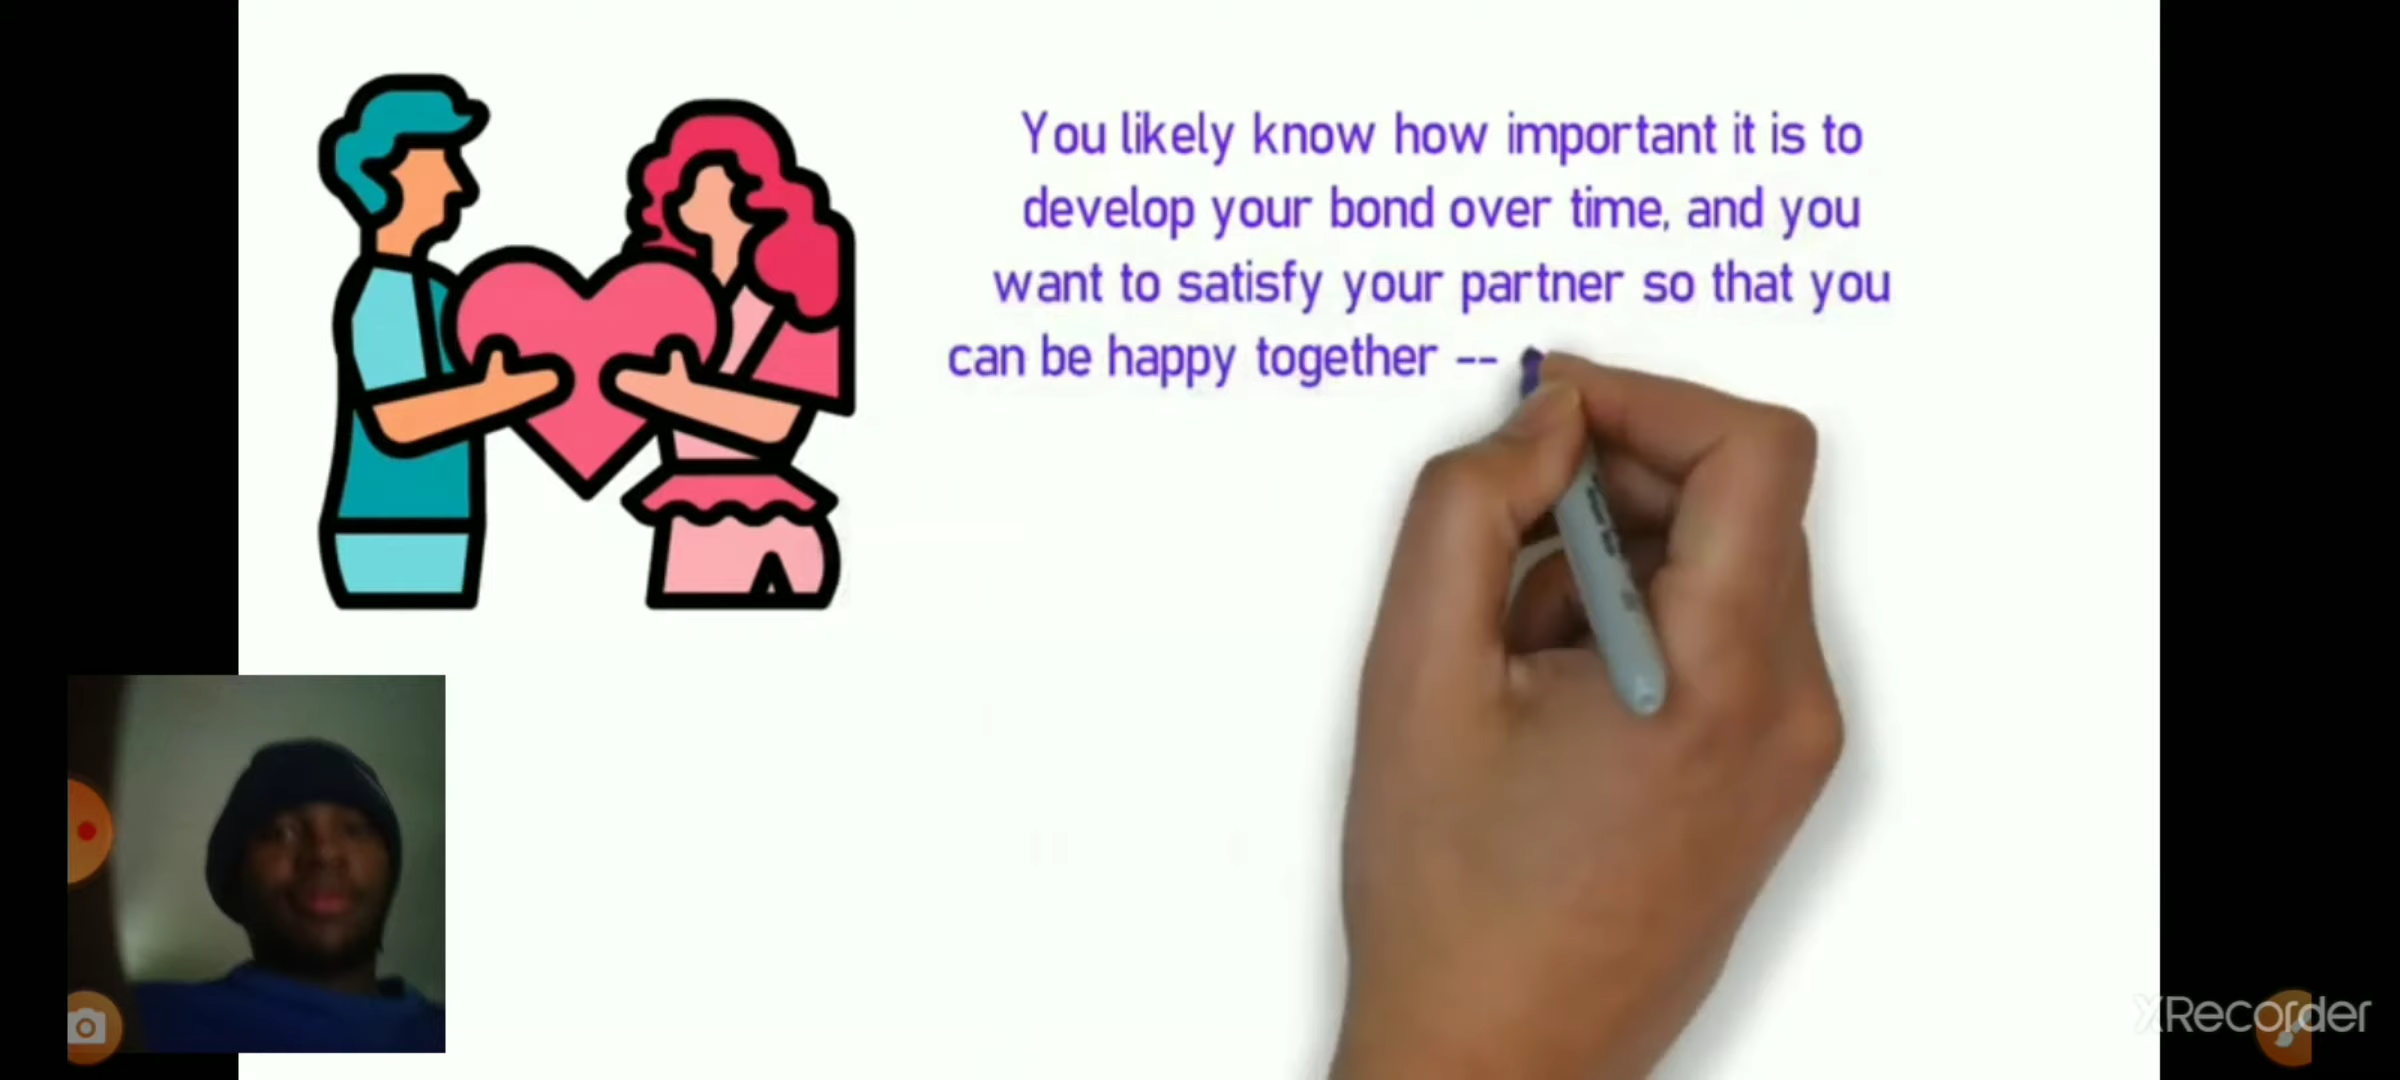 You likely know how important it is to
develop your bond over time, and you
want to satisfy your partner so that you
can be happy together --
XRecorder